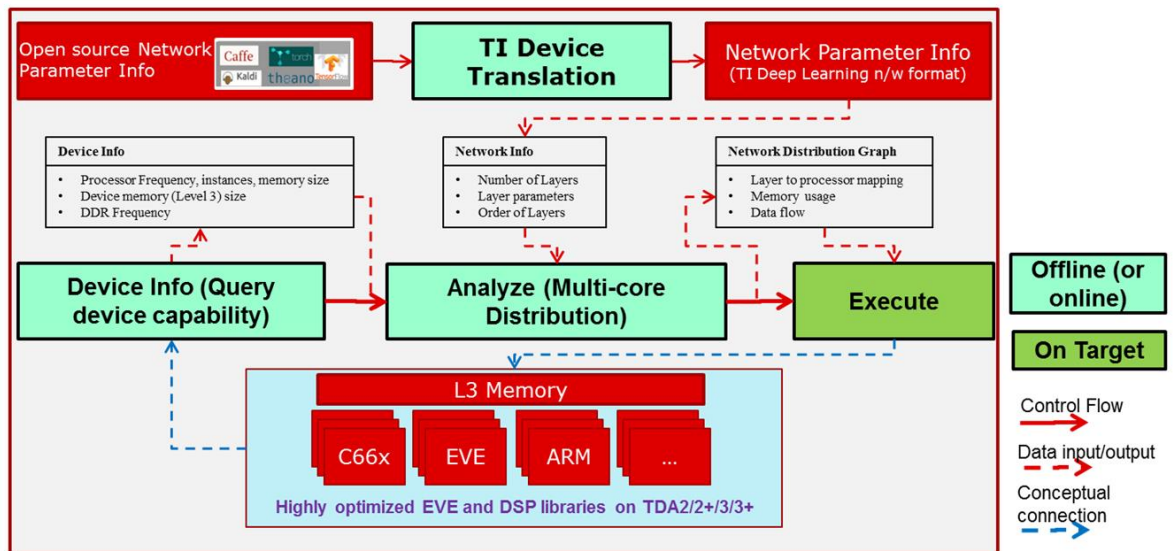 Open source Network
Parameter Info
Caffe
torch
Kaldi
theano
TensorFlow
TI Device
Translation
Network Parameter Info
(TI Deep Learning n/w format)
Device Info
• Processor Frequency, instances, memory size
• Device memory (Level 3) size
• DDR Frequency
Network Info
• Number of Layers
• Layer parameters
• Order of Layers
Network Distribution Graph
• Layer to processor mapping
• Memory usage
• Data flow
Device Info (Query
device capability)
Analyze (Multi-core
Distribution)
Execute
L3 Memory
C66x
EVE
ARM
...
Highly optimized EVE and DSP libraries on TDA2/2+/3/3+
Offline (or
online)
On Target
Control Flow
Data input/output
Conceptual
connection